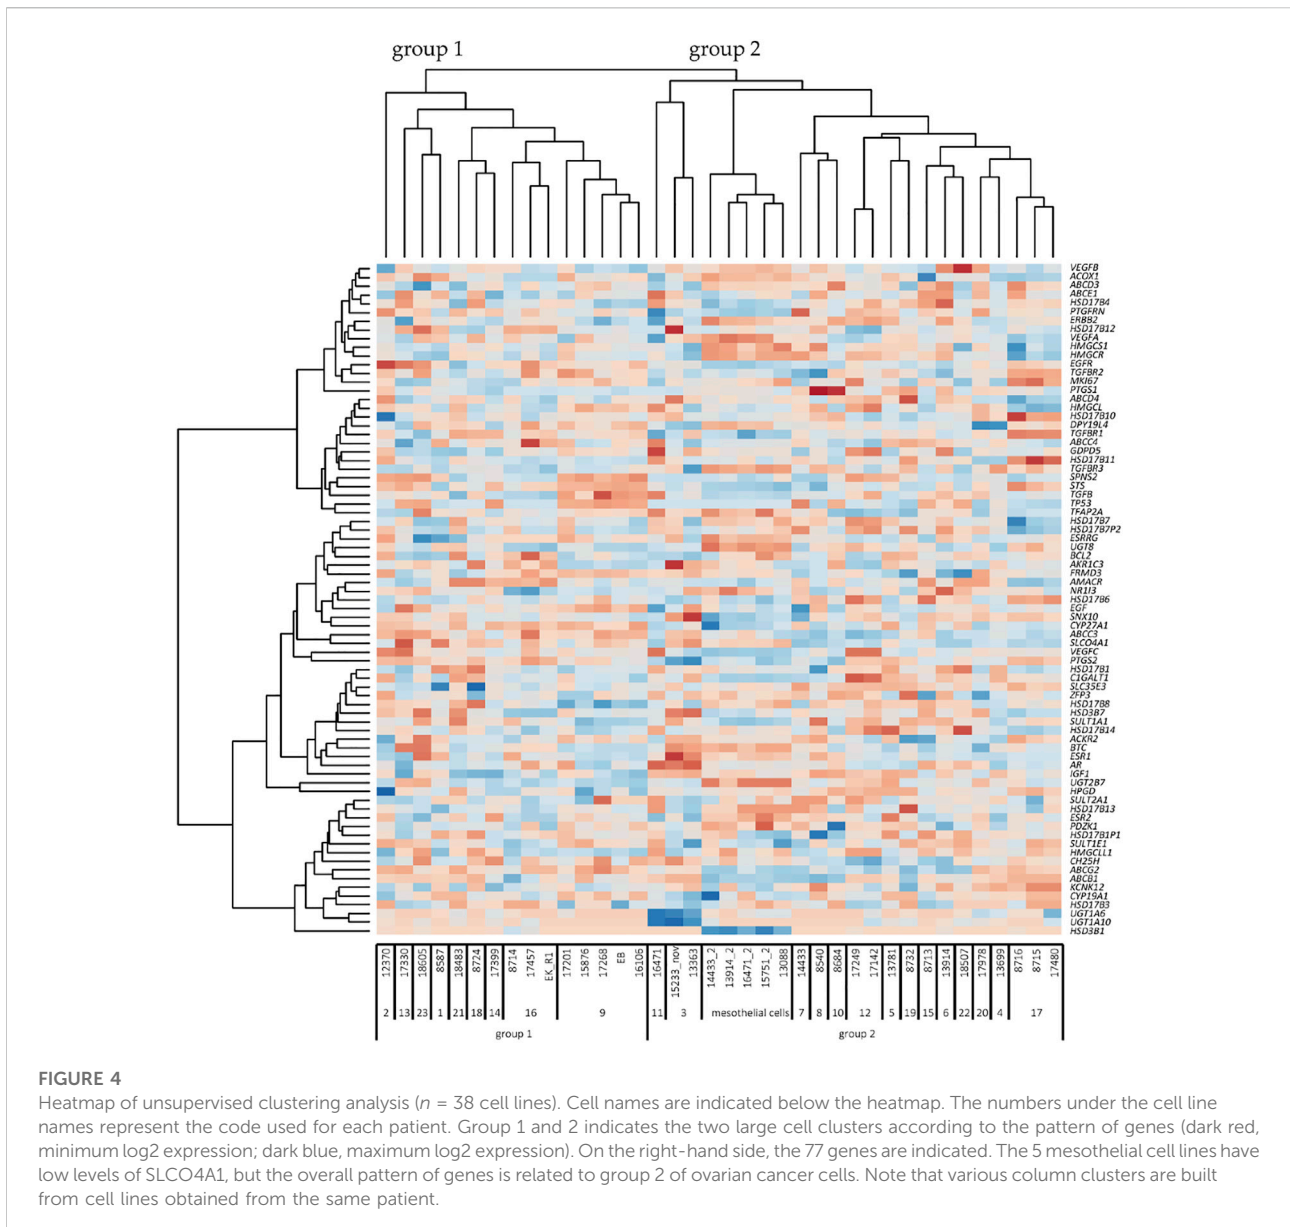 group 1
group 2
VEGFB
ACOX1
ABCD3
ABCE1
HSD17B4
PTGFRN
ERBB2
HSD17B12
VEGFA
HMGCS1
HMGCR
EGFR
TGFBR2
MKI67
PTGS1
ABCD4
HMGCL
HSD17B10
DPY19L4
TGFBR1
ABCC4
GDPD5
HSD17B11
TGFBR3
SPNS2
STS
TGFB
TP53
TFAP2A
HSD17B7
HSD17B7P2
ESRRG
UGT8
BCL2
AKR1C3
FRMD3
AMACR
NR1I3
HSD17B6
EGF
SNX10
CYP27A1
ABCC3
SLCO4A1
VEGFC
PTGS2
HSD17B1
C1GALT1
SLC35E3
ZFP3
HSD17B8
HSD3B7
SULT1A1
HSD17B14
ACKR2
BTC
ESR1
AR
IGF1
UGT2B7
HPGD
SULT2A1
HSD17B13
ESR2
PDZK1
HSD17B1P1
SULT1E1
HMGCLL1
CH25H
ABCG2
ABCB1
KCNK12
CYP19A1
HSD17B3
UGT1A6
UGT1A10
HSD3B1
12370 17330 18605 8587 18483 8724 17399 8714 17457 EK_R1 17201 15876 17268 EB 16106 16471 15233_nov 13363 14433_2 13914_2 16471_2 15751_2 13088 14433 8540 8684 17249 17142 13781 8732 8713 13914 18507 17978 13699 8716 8715 17480
2 13 23 1 21 18 14 16 9 11 3 mesothelial cells 7 8 10 12 5 19 15 6 22 20 4 17
group 1 group 2
FIGURE 4
Heatmap of unsupervised clustering analysis (n = 38 cell lines). Cell names are indicated below the heatmap. The numbers under the cell line
names represent the code used for each patient. Group 1 and 2 indicates the two large cell clusters according to the pattern of genes (dark red,
minimum log2 expression; dark blue, maximum log2 expression). On the right-hand side, the 77 genes are indicated. The 5 mesothelial cell lines have
low levels of SLCO4A1, but the overall pattern of genes is related to group 2 of ovarian cancer cells. Note that various column clusters are built
from cell lines obtained from the same patient.